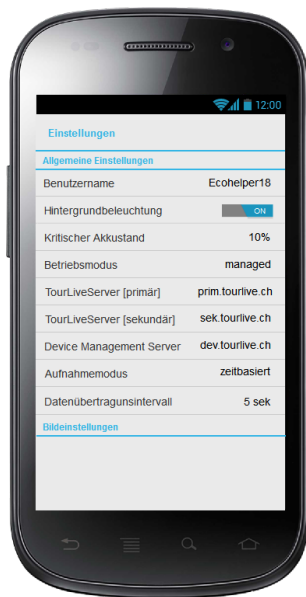 12:00
Einstellungen
Allgemeine Einstellungen
Benutzername Ecohelper18
Hintergrundbeleuchtung ON
Kritischer Akkustand 10%
Betriebsmodus managed
TourLiveServer [primär] prim.tourlive.ch
TourLiveServer [sekundär] sek.tourlive.ch
Device Management Server dev.tourlive.ch
Aufnahmemodus zeitbasiert
Datenübertragunsintervall 5 sek
Bildeinstellungen